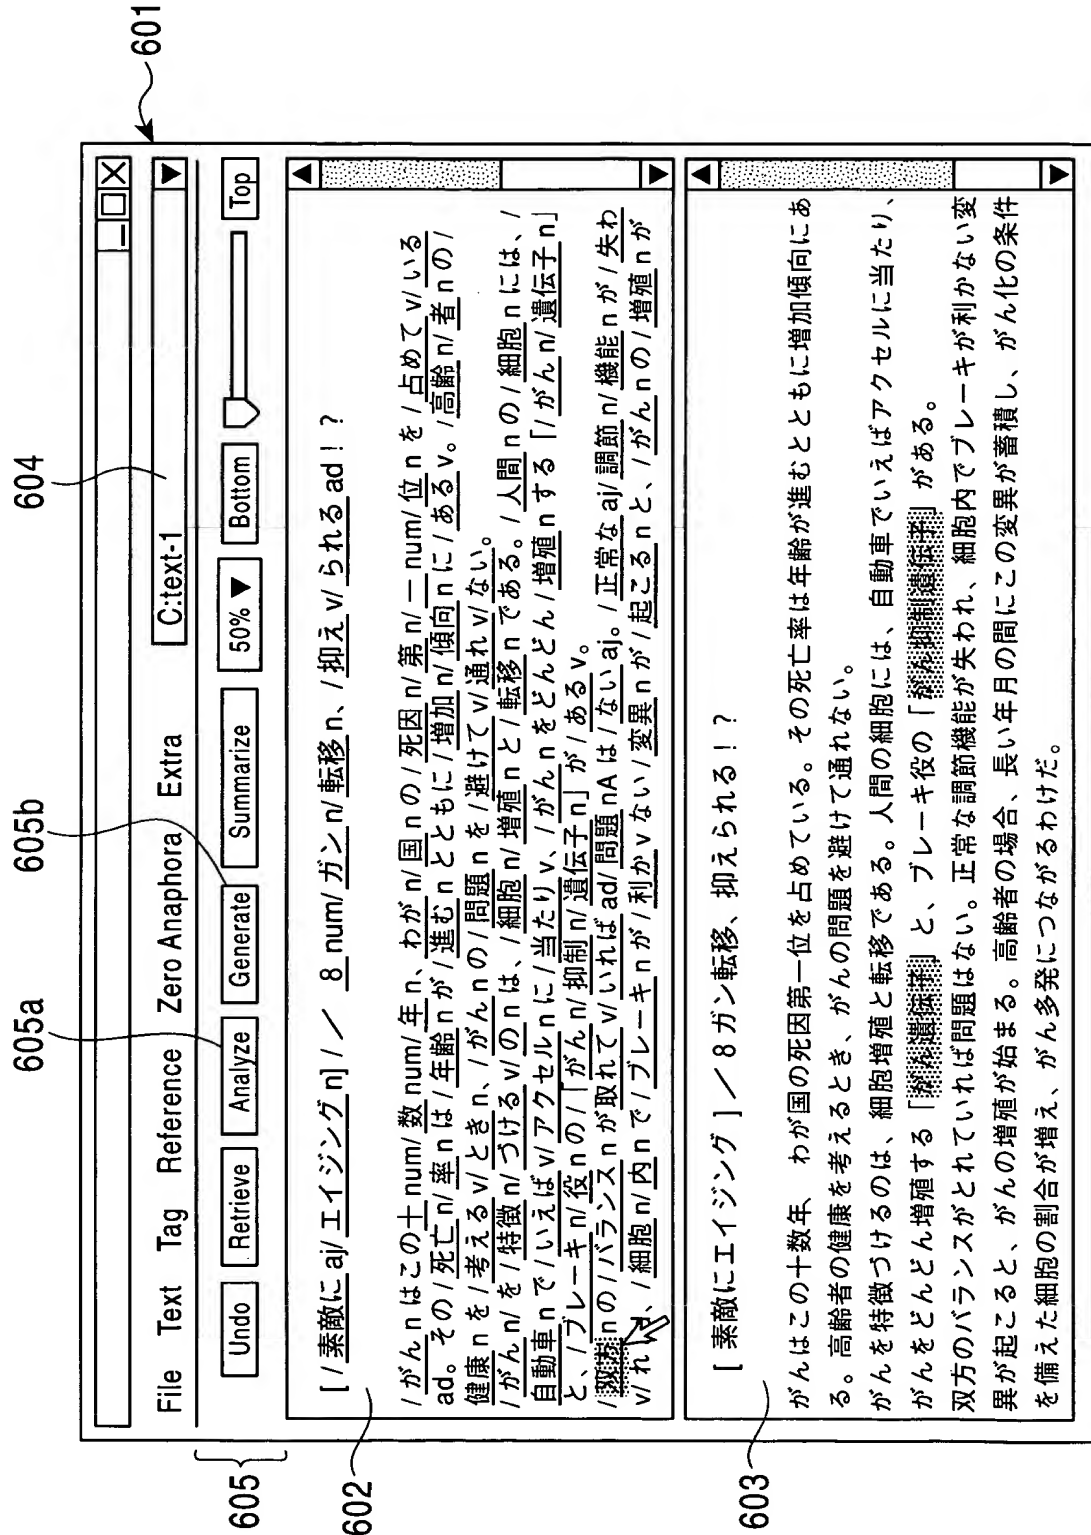 601
604
605b
605a
605
602
603
C:text-1
File Text Tag Reference Zero Anaphora Extra
Undo Retrieve Analyze Generate Summarize 50% ▼ Bottom Top
[ /素敵に aj/ エイジング n] / ／ 8 num/ ガン n/ 転移 n、/ 抑え v/ られる ad！？
/ がん n はこの十 num/ 数 num/ 年 n、わが n/ 国 n の / 死因 n/ 第 n/ 一 num/ 位 n を / 占めて v/ いる
ad。その / 死亡 n/ 率 n は / 年齢 n が / 進む n とともに / 増加 n/ 傾向 n に / ある v。/ 高齢 n/ 者 n の /
健康 n を / 考える v/ とき n、/ がん n の / 問題 n を / 避けて v/ 通れ v/ ない。
/ がん n/ を / 特徴 n/ づける v/ の n は、/ 細胞 n/ 増殖 n と / 転移 n である。/ 人間 n の / 細胞 n には、/
自動車 n で / いえば v/ アクセル n に / 当たり v、/ がん n をどんどん / 増殖 n する「/ がん n/ 遺伝子 n」
と、/ ブレーキ n/ 役 n の /「がん n/ 抑制 n/ 遺伝子 n」が / ある v。
/ 双方 n の / バランス n が 取れて v/ いれば ad/ 問題 nA は / ない aj。/ 正常な aj/ 調節 n/ 機能 n が / 失わ
v/ れ、/ 細胞 n/ 内 n で / ブレーキ n が / 利か v ない / 変異 n が / 起こる n と、/ がん n の / 増殖 n が
[ 素敵にエイジング ] ／ 8 ガン転移、抑えられる！？
がんはこの十数年、わが国の死因第一位を占めている。その死亡率は年齢が進むとともに増加傾向にあ
る。高齢者の健康を考えるとき、がんの問題を避けて通れない。
がんを特徴づけるのは、細胞増殖と転移である。人間の細胞には、自動車でいえばアクセルに当たり、
がんをどんどん増殖する「がん遺伝子」と、ブレーキ役の「がん抑制遺伝子」がある。
双方のバランスがとれていれば問題はない。正常な調節機能が失われ、細胞内でブレーキが利かない変
異が起こると、がんの増殖が始まる。高齢者の場合、長い年月の間にこの変異が蓄積し、がん化の条件
を備えた細胞の割合が増え、がん多発につながるわけだ。